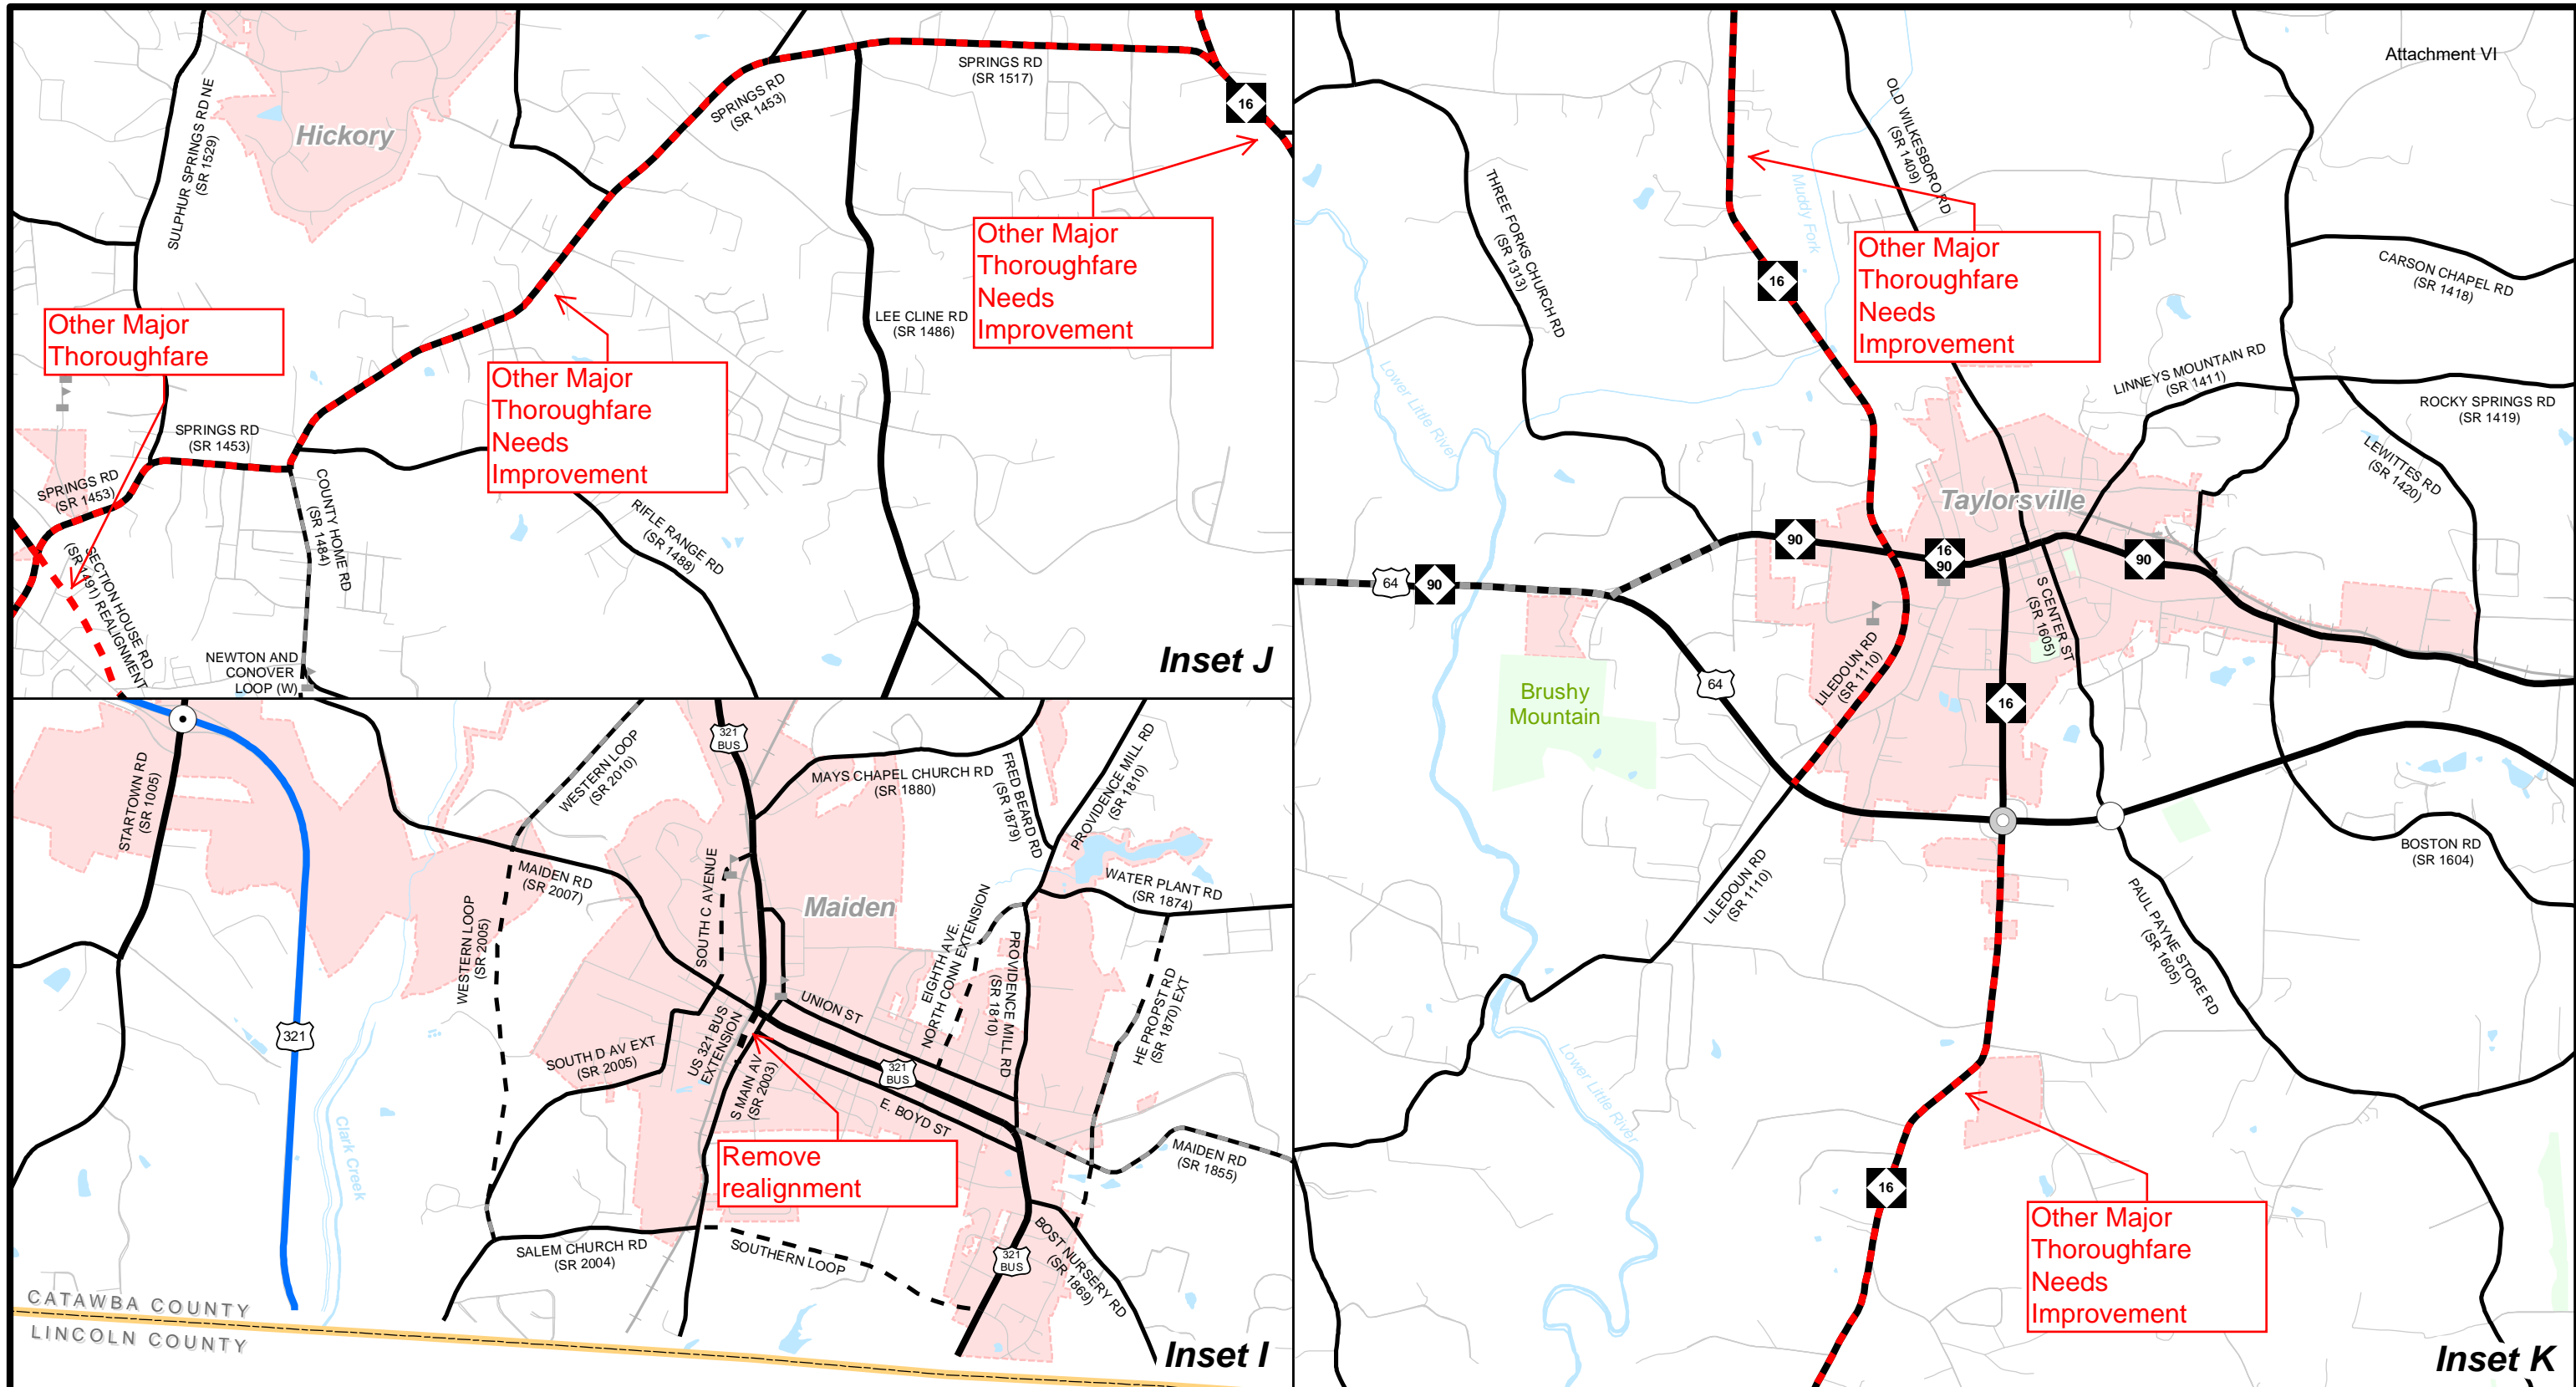 Attachment VI
Hickory
SULPHUR SPRINGS RD NE
(SR 1529)
SPRINGS RD
(SR 1453)
SPRINGS RD
(SR 1517)
16
Other Major
Thoroughfare
Needs
Improvement
LEE CLINE RD
(SR 1486)
Other Major
Thoroughfare
Other Major
Thoroughfare
Needs
Improvement
SPRINGS RD
(SR 1453)
SPRINGS RD
(SR 1453)
COUNTY HOME RD
(SR 1484)
RIFLE RANGE RD
(SR 1488)
SECTION HOUSE RD
(SR 1491) REALIGNMENT
NEWTON AND
CONOVER
LOOP (W)
Inset J
STARTOWN RD
(SR 1005)
WESTERN LOOP
(SR 2010)
321
BUS
MAYS CHAPEL CHURCH RD
(SR 1880)
FRED BEARD RD
(SR 1879)
PROVIDENCE MILL RD
(SR 1810)
MAIDEN RD
(SR 2007)
SOUTH C AVENUE
Maiden
WATER PLANT RD
(SR 1874)
WESTERN LOOP
(SR 2005)
EIGHTH AVE.
NORTH CONN EXTENSION
PROVIDENCE MILL RD
(SR 1810)
HE PROPST RD
(SR 1870) EXT
UNION ST
321
SOUTH D AV EXT
(SR 2005)
US 321 BUS
EXTENSION
S MAIN AV
(SR 2003)
321
BUS
E. BOYD ST
Clark Creek
Remove
realignment
MAIDEN RD
(SR 1855)
SALEM CHURCH RD
(SR 2004)
SOUTHERN LOOP
321
BUS
BOST NURSERY RD
(SR 1869)
CATAWBA COUNTY
LINCOLN COUNTY
Inset I
OLD WILKESBORO RD
(SR 1409)
Muddy Fork
THREE FORKS CHURCH RD
(SR 1313)
16
Other Major
Thoroughfare
Needs
Improvement
CARSON CHAPEL RD
(SR 1418)
Lower Little River
LINNEYS MOUNTAIN RD
(SR 1411)
ROCKY SPRINGS RD
(SR 1419)
LEWITTES RD
(SR 1420)
Taylorsville
90
16
90
90
64
90
S CENTER ST
(SR 1605)
LILEDOUN RD
(SR 1110)
64
16
Brushy
Mountain
BOSTON RD
(SR 1604)
LILEDOUN RD
(SR 1110)
PAUL PAYNE STORE RD
(SR 1605)
Lower Little River
16
Other Major
Thoroughfare
Needs
Improvement
Inset K